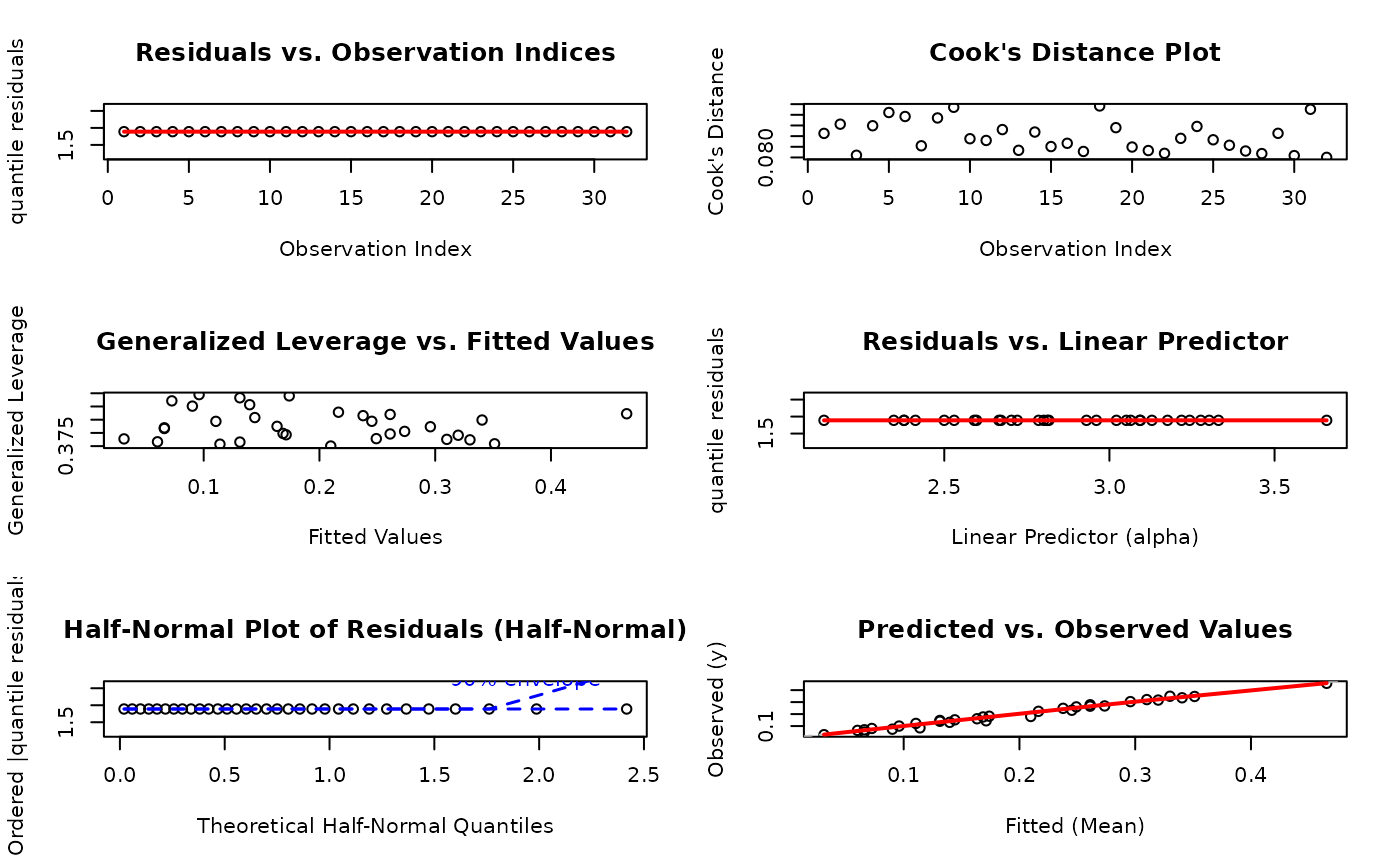 Residuals vs. Observation Indices
quantile residuals
1.5
0 5 10 15 20 25 30
Observation Index
Cook's Distance Plot
Cook's Distance
0.080
0 5 10 15 20 25 30
Observation Index
Generalized Leverage vs. Fitted Values
Generalized Leverage
0.375
0.1 0.2 0.3 0.4
Fitted Values
Residuals vs. Linear Predictor
quantile residuals
1.5
2.5 3.0 3.5
Linear Predictor (alpha)
Half-Normal Plot of Residuals (Half-Normal)
Ordered |quantile residuals
1.5
envelope
0.0 0.5 1.0 1.5 2.0 2.5
Theoretical Half-Normal Quantiles
Predicted vs. Observed Values
Observed (y)
0.1
0.1 0.2 0.3 0.4
Fitted (Mean)